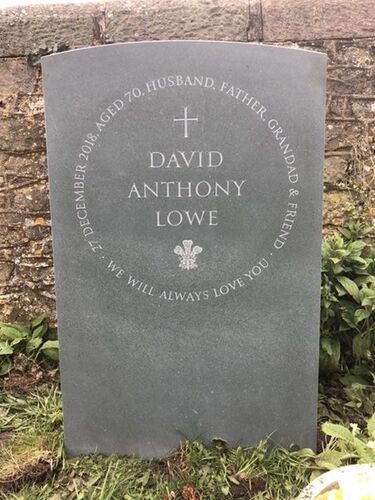 27 DECEMBER 2018, AGED 70, HUSBAND, FATHER, GRANDAD & FRIEND ·
DAVID
ANTHONY
LOWE
· WE WILL ALWAYS LOVE YOU ·